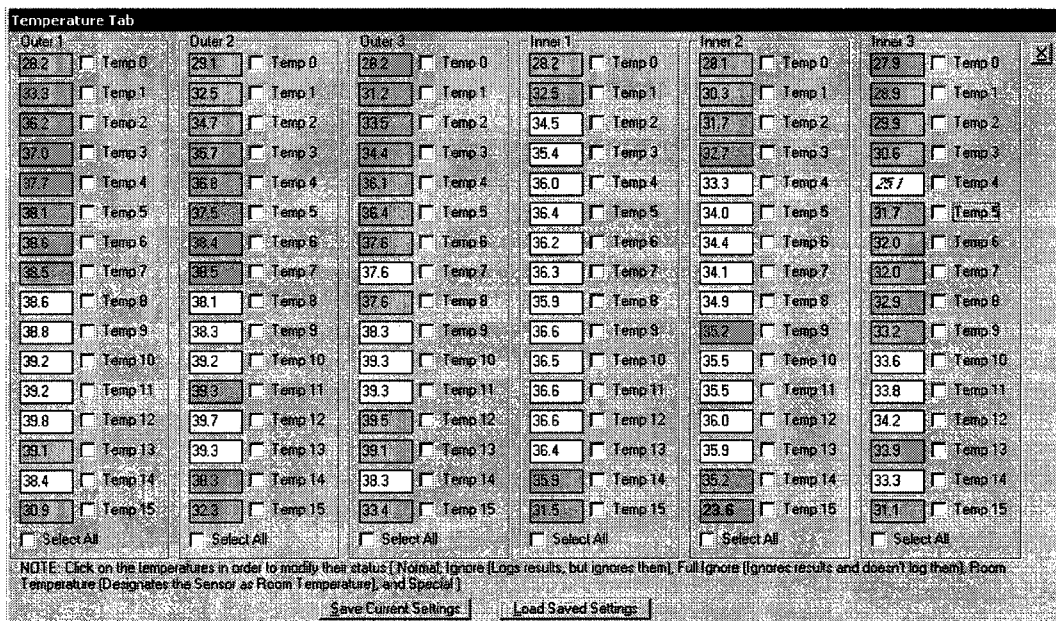 Temperature Tab
Outer 1 Outer 2 Outer 3 Inner 1 Inner 2 Inner 3
28.2 Temp 0 29.1 Temp 0 28.2 Temp 0 28.2 Temp 0 28.1 Temp 0 27.9 Temp 0 X
33.3 Temp 1 32.5 Temp 1 31.2 Temp 1 32.5 Temp 1 30.3 Temp 1 28.9 Temp 1
36.2 Temp 2 34.7 Temp 2 33.5 Temp 2 34.5 Temp 2 31.7 Temp 2 29.9 Temp 2
37.0 Temp 3 35.7 Temp 3 34.4 Temp 3 35.4 Temp 3 32.7 Temp 3 30.6 Temp 3
37.7 Temp 4 36.8 Temp 4 36.1 Temp 4 36.0 Temp 4 33.3 Temp 4 25.1 Temp 4
38.1 Temp 5 37.5 Temp 5 36.4 Temp 5 36.4 Temp 5 34.0 Temp 5 31.7 Temp 5
38.6 Temp 6 38.4 Temp 6 37.6 Temp 6 36.2 Temp 6 34.4 Temp 6 32.0 Temp 6
38.5 Temp 7 38.5 Temp 7 37.6 Temp 7 36.3 Temp 7 34.1 Temp 7 32.0 Temp 7
38.6 Temp 8 38.1 Temp 8 37.6 Temp 8 35.9 Temp 8 34.9 Temp 8 32.9 Temp 8
38.8 Temp 9 38.3 Temp 9 38.3 Temp 9 36.6 Temp 9 35.2 Temp 9 33.2 Temp 9
39.2 Temp 10 39.2 Temp 10 39.3 Temp 10 36.5 Temp 10 35.5 Temp 10 33.6 Temp 10
39.2 Temp 11 39.3 Temp 11 39.3 Temp 11 36.6 Temp 11 35.5 Temp 11 33.8 Temp 11
39.8 Temp 12 39.7 Temp 12 39.5 Temp 12 36.6 Temp 12 36.0 Temp 12 34.2 Temp 12
39.1 Temp 13 39.3 Temp 13 39.1 Temp 13 36.4 Temp 13 35.9 Temp 13 33.9 Temp 13
38.4 Temp 14 38.3 Temp 14 38.3 Temp 14 35.9 Temp 14 35.2 Temp 14 33.3 Temp 14
30.9 Temp 15 32.3 Temp 15 33.4 Temp 15 31.5 Temp 15 23.6 Temp 15 31.1 Temp 15
Select All Select All Select All Select All Select All Select All
NOTE: Click on the temperatures in order to modify their status [ Normal, Ignore (Logs results, but ignores them), Full Ignore (Ignores results and doesn't log them), Room
Temperature (Designates the Sensor as Room Temperature), and Special ]
Save Current Settings Load Saved Settings